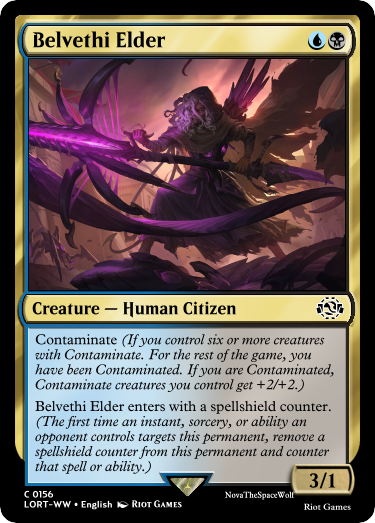 Belvethi Elder
Creature — Human Citizen
Contaminate (If you control six or more creatures
with Contaminate. For the rest of the game, you
have been Contaminated. If you are Contaminated,
Contaminate creatures you control get +2/+2.)
Belvethi Elder enters with a spellshield counter.
(The first time an instant, sorcery, or ability an
opponent controls targets this permanent, remove a
spellshield counter from this permanent and counter
that spell or ability.)
3/1
C 0156
LORT-WW • English Riot Games
NovaTheSpaceWolf
Riot Games